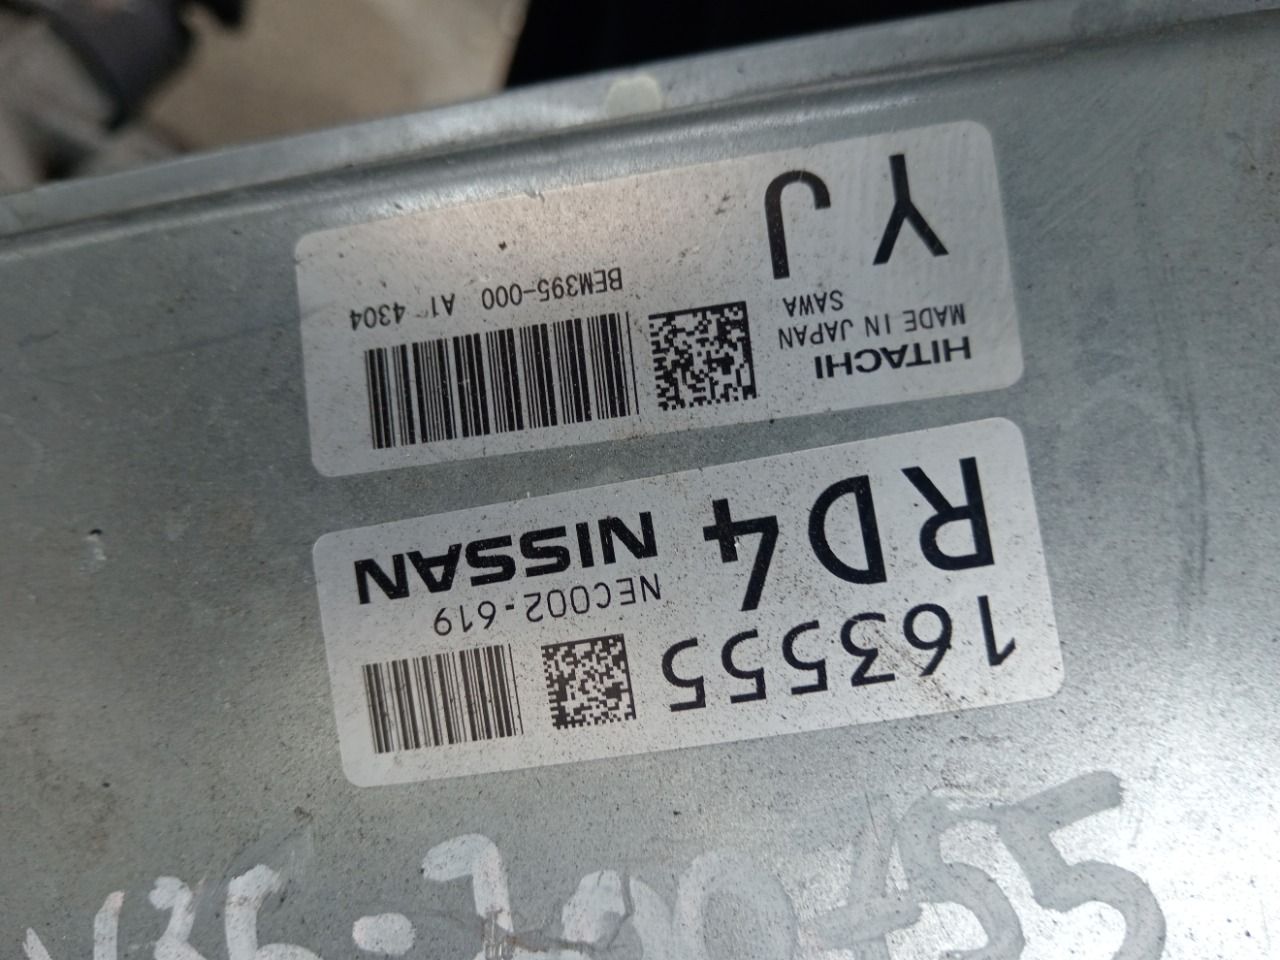 163555
RD4
NEC002-619
NISSAN
HITACHI
MADE IN JAPAN
SAWA
YJ
BEM395-000 A1 4304